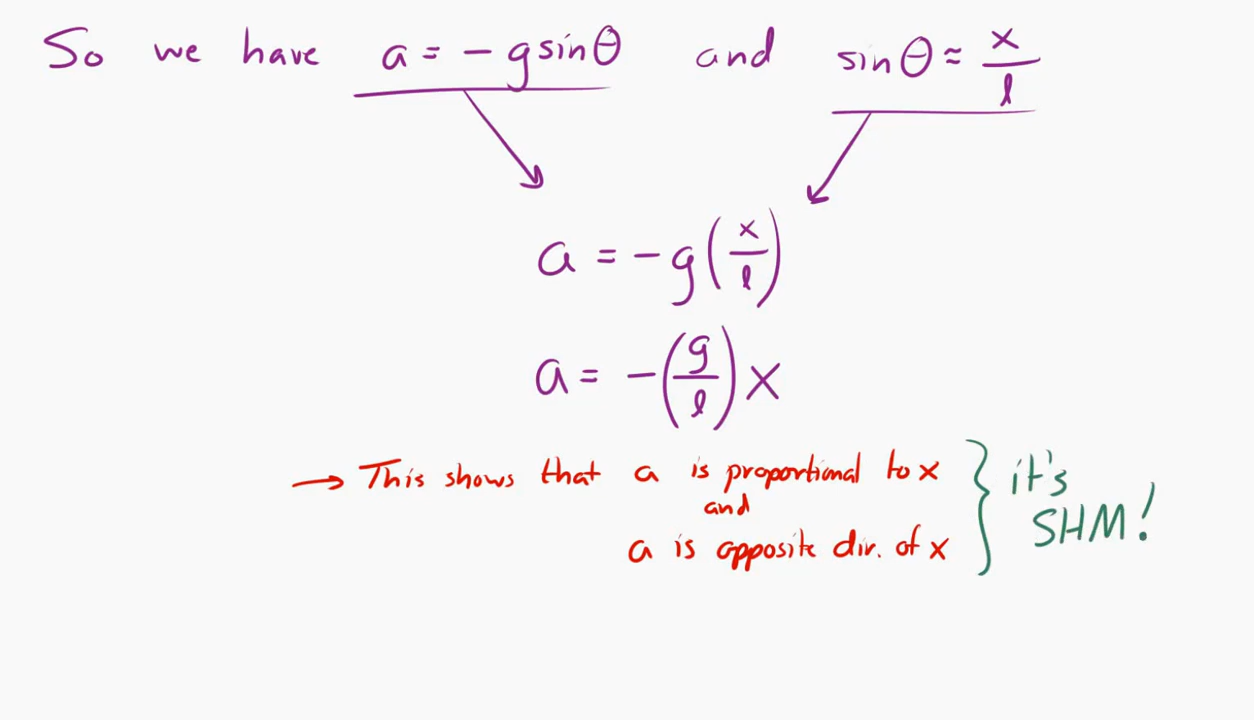 So we have a = - g sinθ and sinθ ≈ x/l
a = -g(x/l)
a = -(g/l)x
→ This shows that a is proportional to x
and
a is opposite dir. of x
it's
SHM!